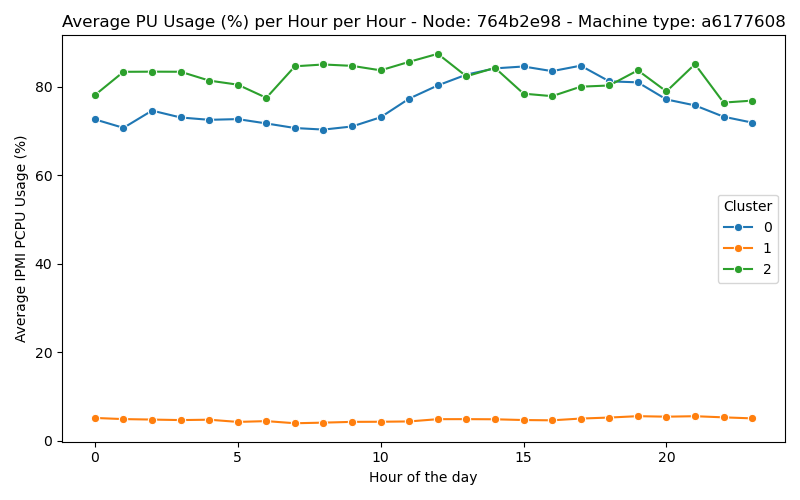 Average PU Usage (%) per Hour per Hour - Node: 764b2e98 - Machine type: a6177608
Average IPMI PCPU Usage (%)
80
60
40
20
0
Cluster
0
1
2
0 5 10 15 20
Hour of the day